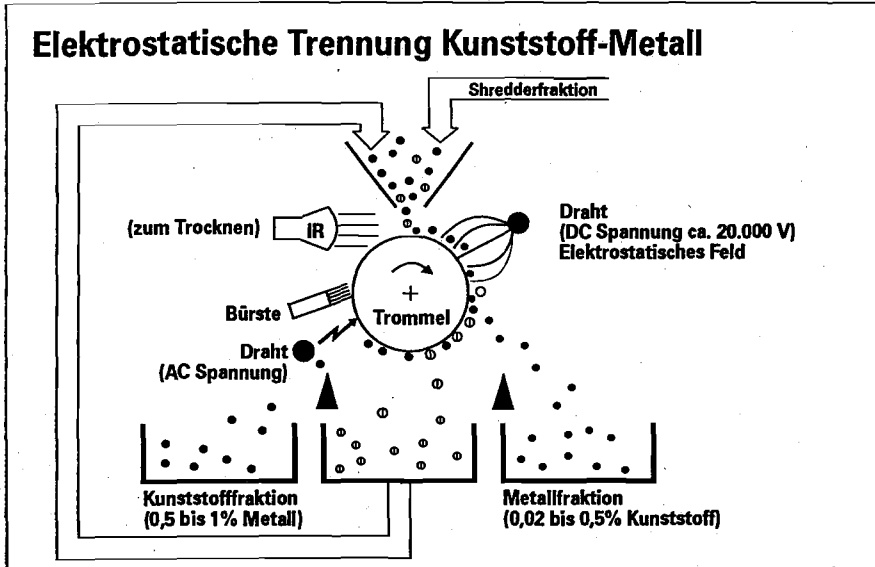 Elektrostatische Trennung Kunststoff-Metall
Shredderfraktion
(zum Trocknen)
IR
Draht
(DC Spannung ca. 20.000 V)
Elektrostatisches Feld
Bürste
Trommel
Draht
(AC Spannung)
Kunststofffraktion
(0,5 bis 1% Metall)
Metallfraktion
(0,02 bis 0,5% Kunststoff)